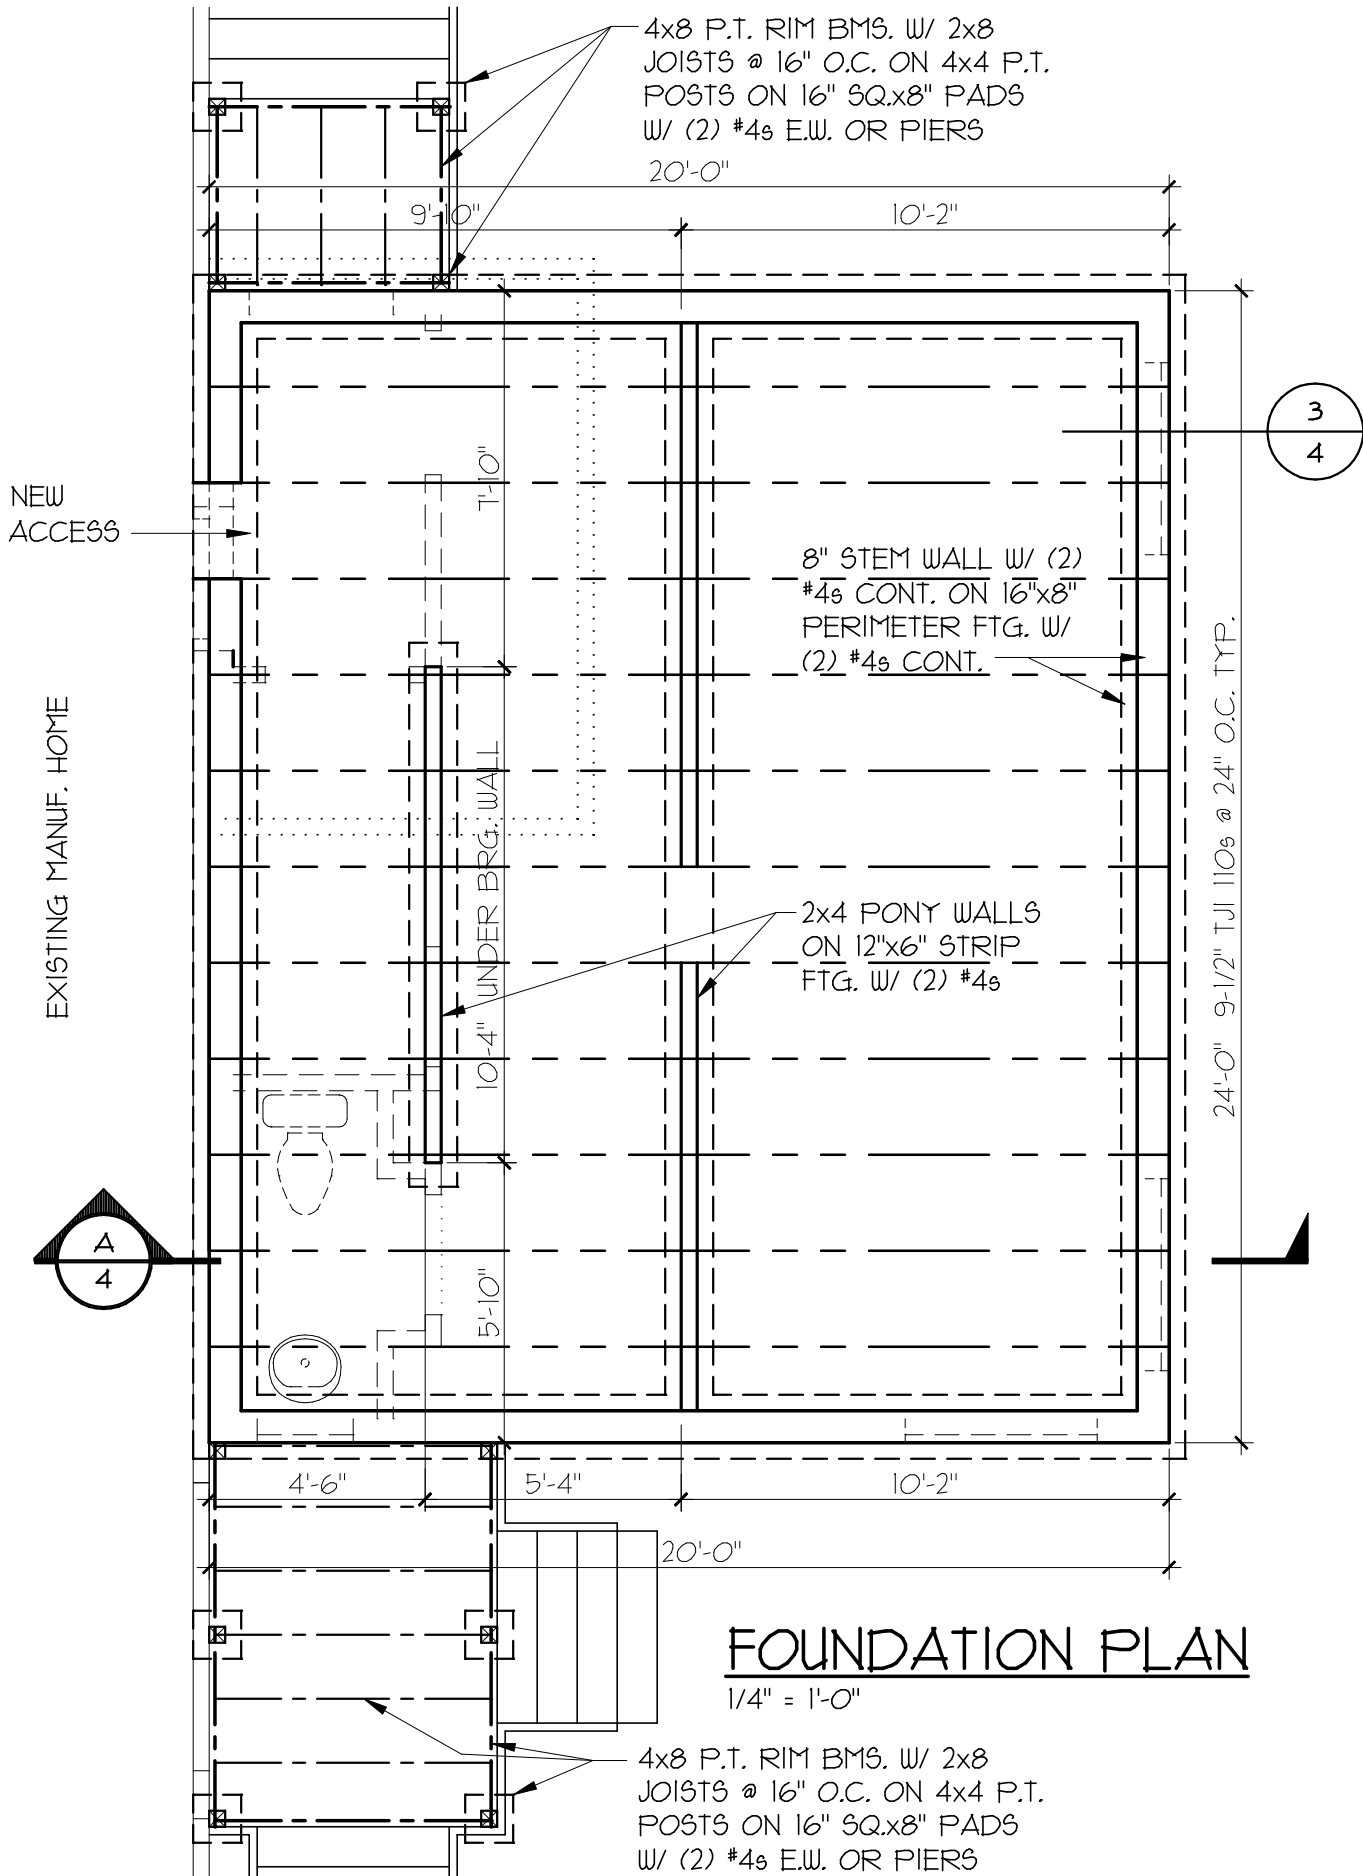 4x8 P.T. RIM BMS. W/ 2x8
JOISTS @ 16" O.C. ON 4x4 P.T.
POSTS ON 16" SQ.x8" PADS
W/ (2) #4s E.W. OR PIERS
20'-0"
9'-10"
10'-2"
3
4
NEW
ACCESS
7'-10"
8" STEM WALL W/ (2)
#4s CONT. ON 16"x8"
PERIMETER FTG. W/
(2) #4s CONT.
24'-0" 9-1/2" TJI 110s @ 24" O.C. TYP.
EXISTING MANUF. HOME
10'-4" UNDER BRG. WALL
2x4 PONY WALLS
ON 12"x6" STRIP
FTG. W/ (2) #4s
A
4
5'-10"
4'-6"
5'-4"
10'-2"
20'-0"
FOUNDATION PLAN
1/4" = 1'-0"
4x8 P.T. RIM BMS. W/ 2x8
JOISTS @ 16" O.C. ON 4x4 P.T.
POSTS ON 16" SQ.x8" PADS
W/ (2) #4s E.W. OR PIERS